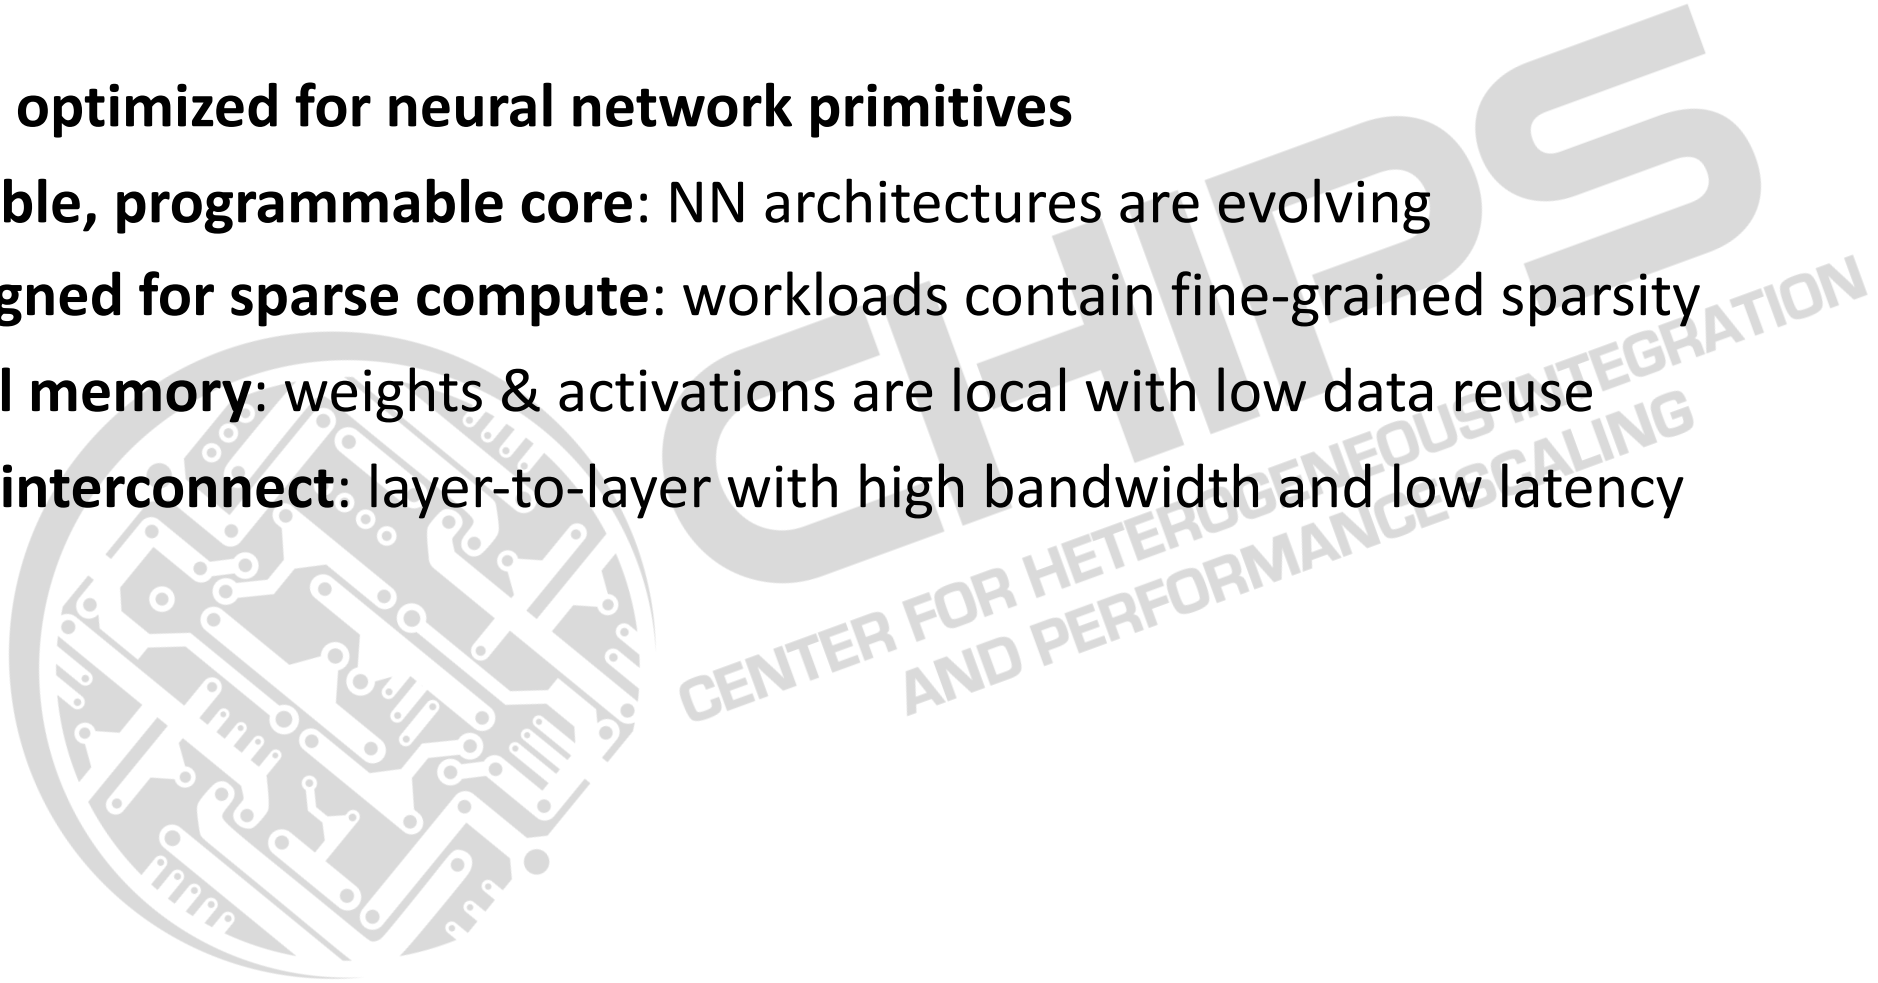 optimized for neural network primitives
ble, programmable core: NN architectures are evolving
gned for sparse compute: workloads contain fine-grained sparsity
l memory: weights & activations are local with low data reuse
interconnect: layer-to-layer with high bandwidth and low latency
CHIPS
CENTER FOR HETEROGENEOUS INTEGRATION
AND PERFORMANCE SCALING